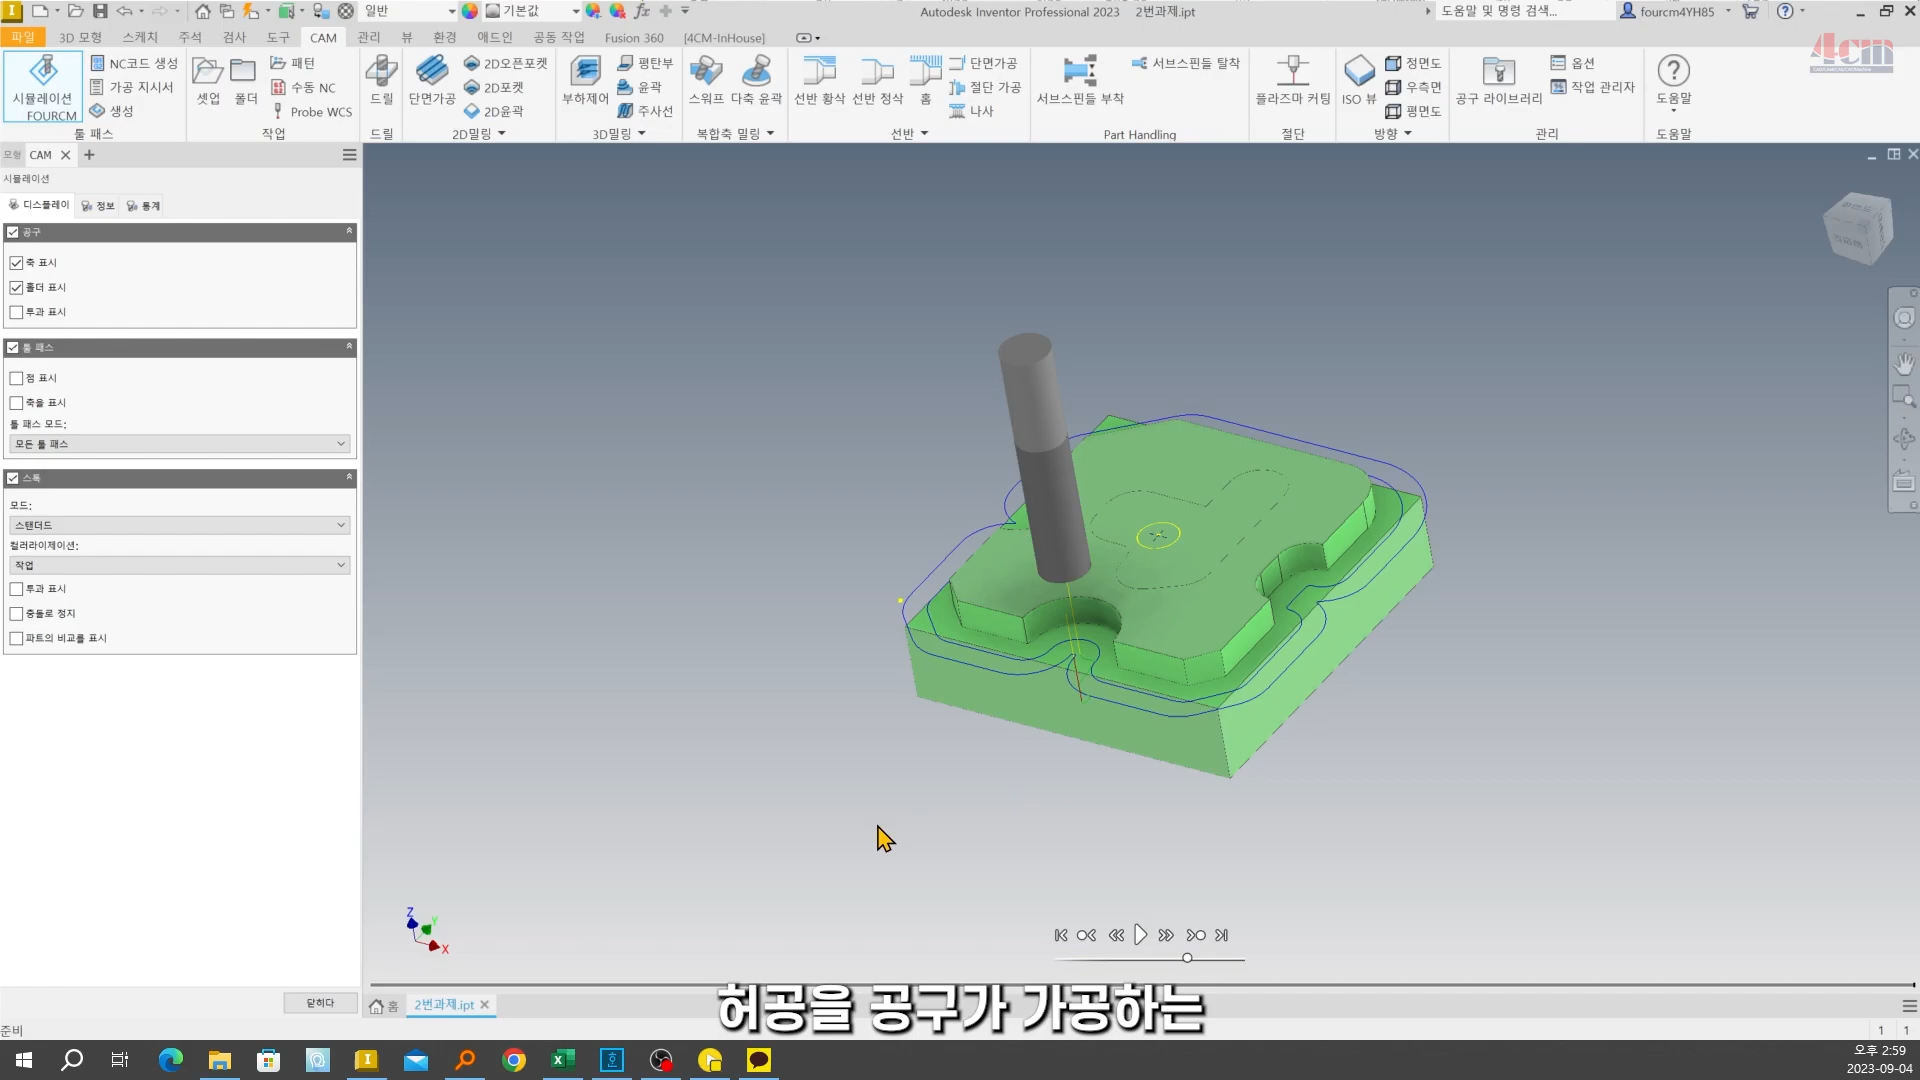 일반
기본값
Autodesk Inventor Professional 2023 2번과제.ipt
도움말 및 명령 검색...
fourcm4YH85
파일
3D 모형
스케치
주석
검사
도구
CAM
관리
뷰
환경
애드인
공동 작업
Fusion 360
[4CM-InHouse]
4cm
시뮬레이션
FOURCM
NC코드 생성
가공 지시서
생성
툴 패스
셋업
폴더
패턴
수동 NC
Probe WCS
작업
드릴
드릴
단면가공
2D오픈포켓
2D포켓
2D윤곽
2D밀링
부하제어
평탄부
윤곽
주사선
3D밀링
스워프
다축 윤곽
복합축 밀링
선반 황삭
선반 정삭
홈
단면가공
절단 가공
나사
선반
서브스핀들 부착
서브스핀들 탈착
Part Handling
플라즈마 커팅
절단
ISO 뷰
정면도
우측면
평면도
방향
공구 라이브러리
옵션
작업 관리자
관리
도움말
도움말
모형
CAM
시뮬레이션
디스플레이
정보
통계
공구
축 표시
홀더 표시
투과 표시
툴 패스
점 표시
축을 표시
툴 패스 모드:
모든 툴 패스
스톡
모드:
스탠더드
컬러라이제이션:
작업
투과 표시
충돌로 정지
파트의 비교를 표시
Z
Y
X
닫히다
홈
2번과제.ipt
허공을 공구가 가공하는
준비
1 1
오후 2:59
2023-09-04